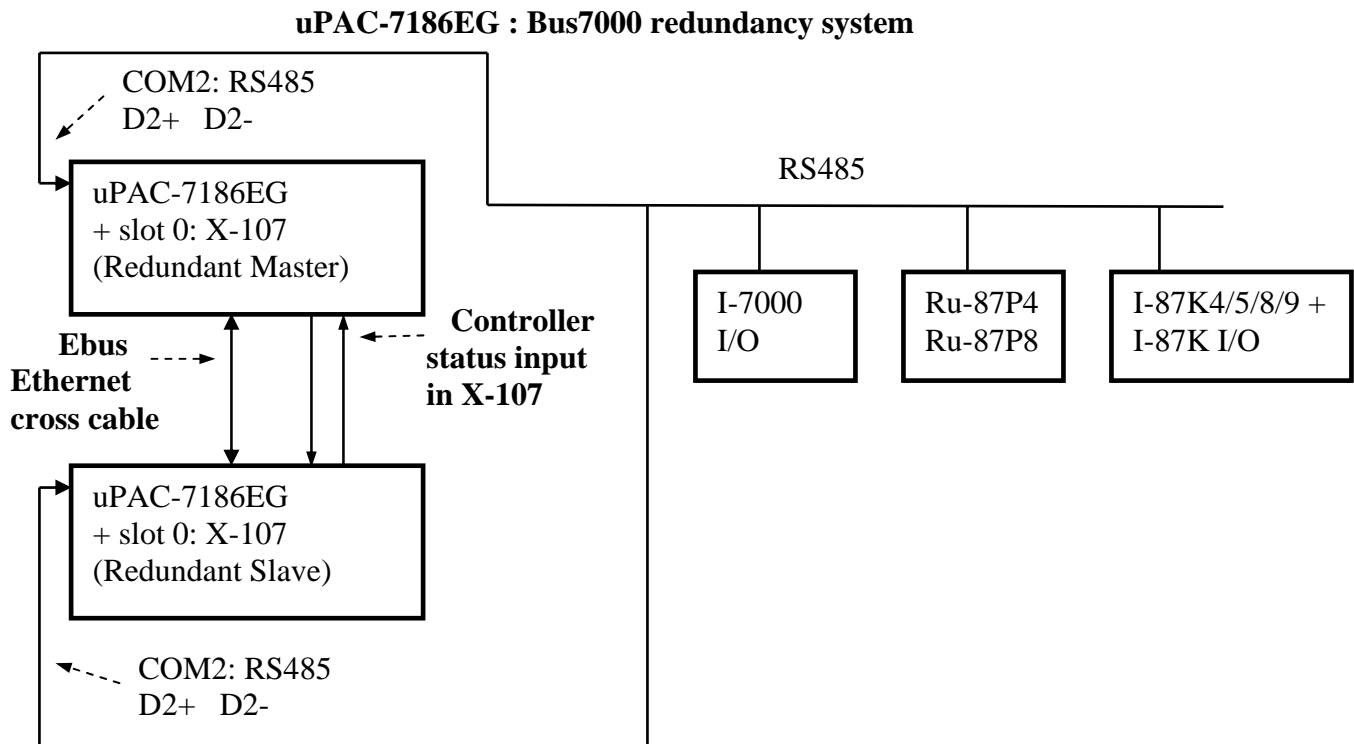 uPAC-7186EG : Bus7000 redundancy system
COM2: RS485
D2+ D2-
uPAC-7186EG
+ slot 0: X-107
(Redundant Master)
RS485
I-7000
I/O
Ru-87P4
Ru-87P8
I-87K4/5/8/9 +
I-87K I/O
Ebus
Ethernet
cross cable
Controller
status input
in X-107
uPAC-7186EG
+ slot 0: X-107
(Redundant Slave)
COM2: RS485
D2+ D2-